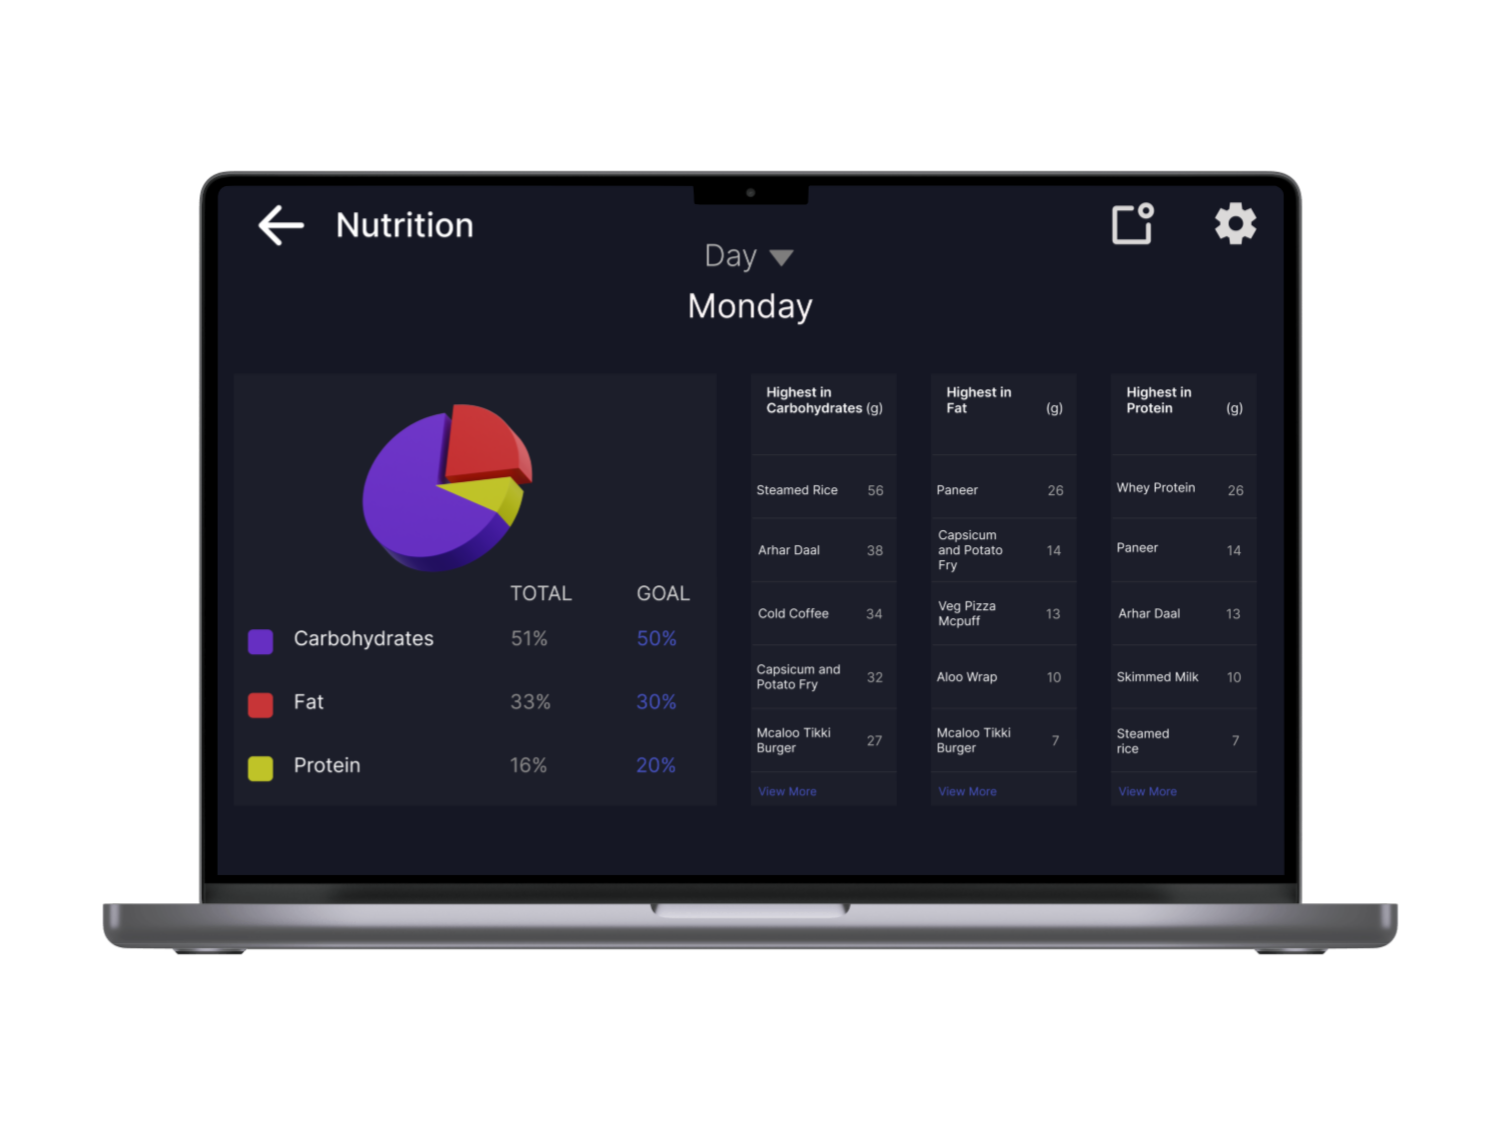 Nutrition
Day
Monday
TOTAL GOAL
Carbohydrates 51% 50%
Fat 33% 30%
Protein 16% 20%
Highest in
Carbohydrates (g)
Steamed Rice 56
Arhar Daal 38
Cold Coffee 34
Capsicum and
Potato Fry 32
Mcaloo Tikki
Burger 27
View More
Highest in
Fat (g)
Paneer 26
Capsicum
and Potato 14
Fry
Veg Pizza
Mcpuff 13
Aloo Wrap 10
Mcaloo Tikki
Burger 7
View More
Highest in
Protein (g)
Whey Protein 26
Paneer 14
Arhar Daal 13
Skimmed Milk 10
Steamed
rice 7
View More